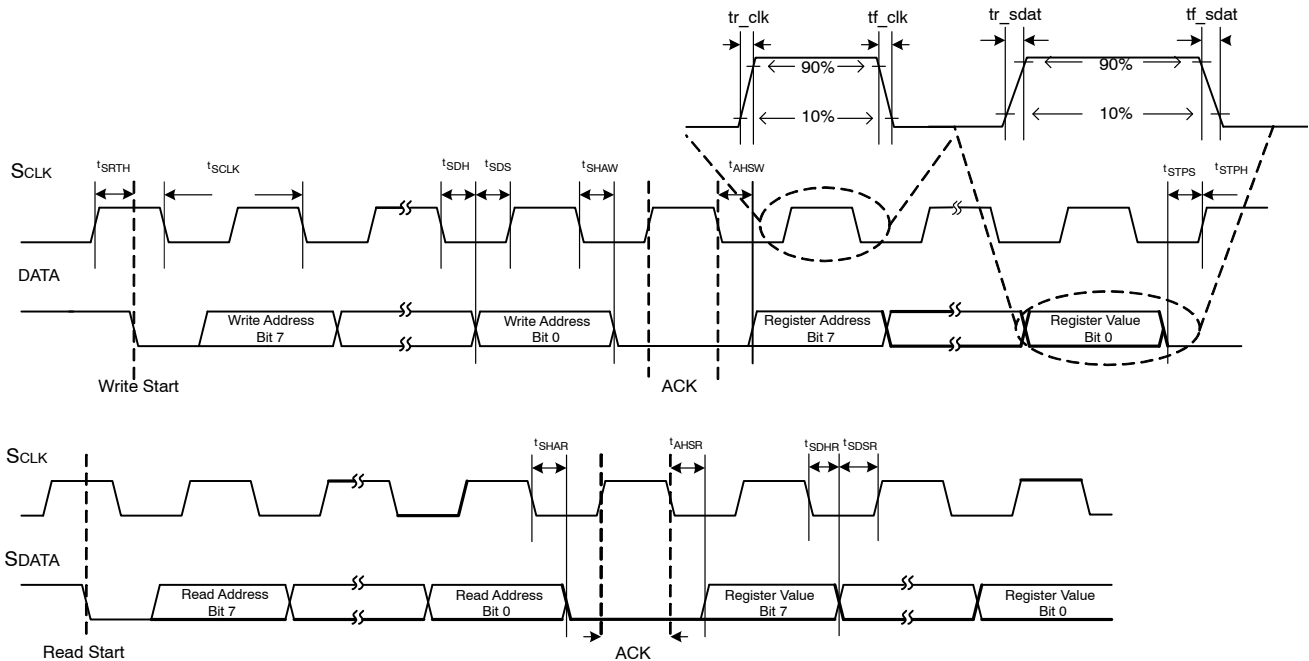 tr_clk tf_clk tr_sdat tf_sdat
90% 90%
10% 10%
SCLK tSRTH tSCLK tSDH tSDS tSHAW tAHSW tSTPS tSTPH
DATA
Write Address Bit 7
Write Address Bit 0
Register Address Bit 7
Register Value Bit 0
Write Start ACK
SCLK tSHAR tAHSR tSDHR tSDSR
SDATA
Read Address Bit 7
Read Address Bit 0
Register Value Bit 7
Register Value Bit 0
Read Start ACK